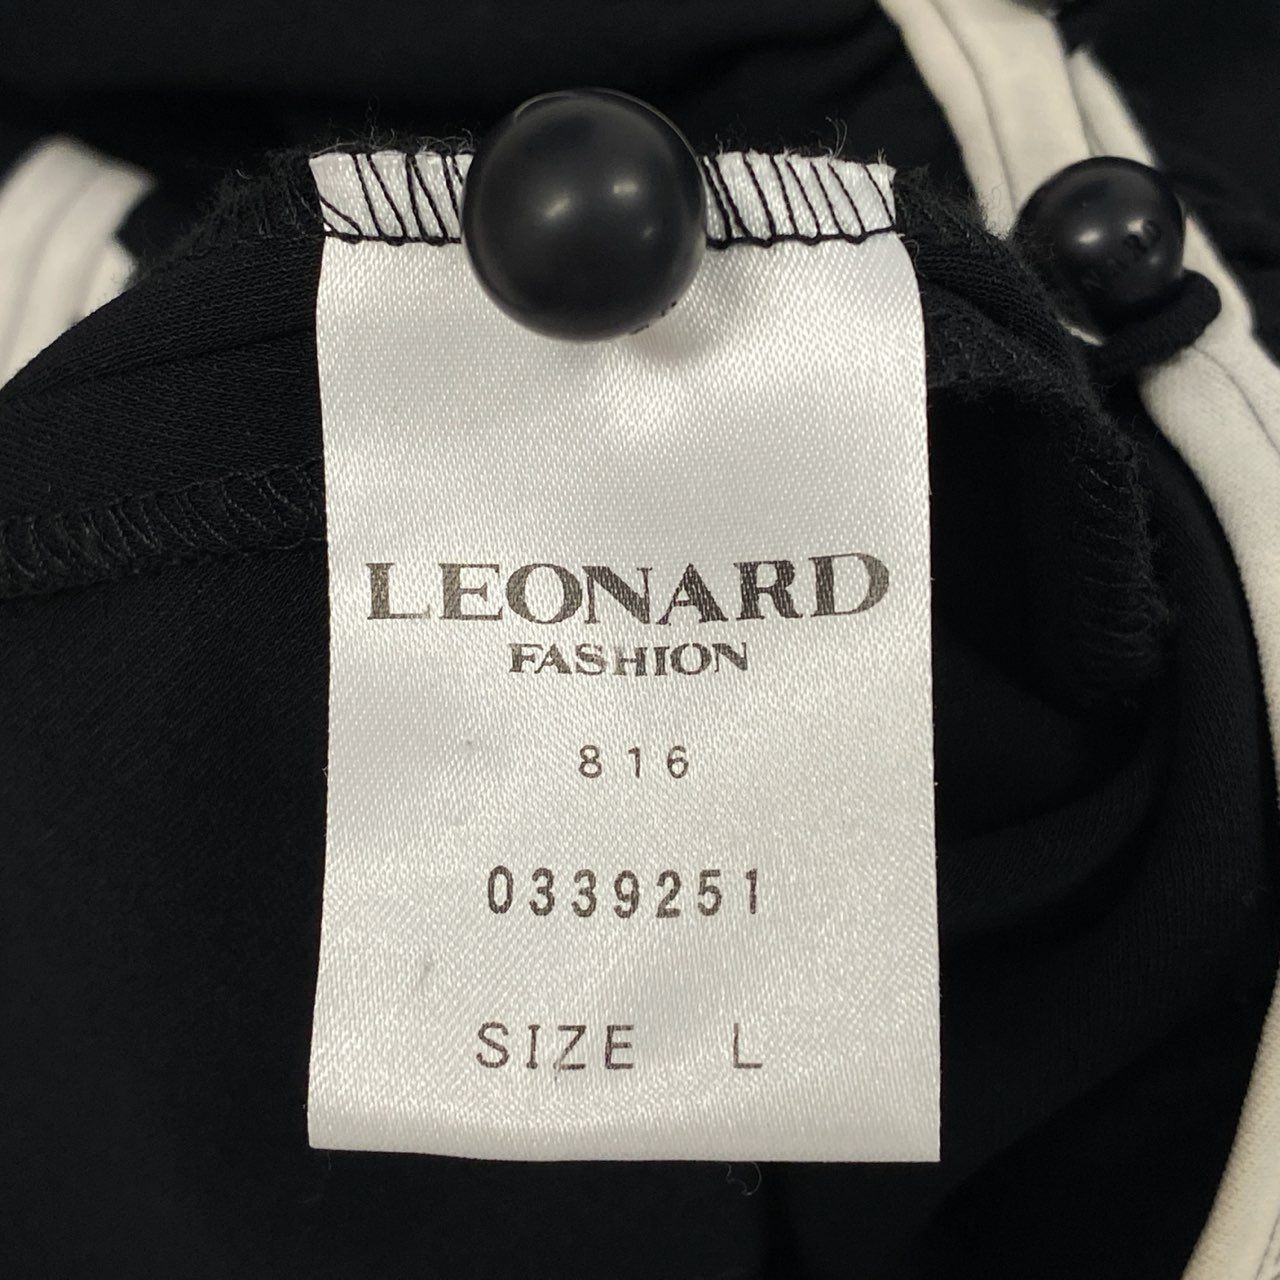 LEONARD
FASHION
816
0339251
SIZE L